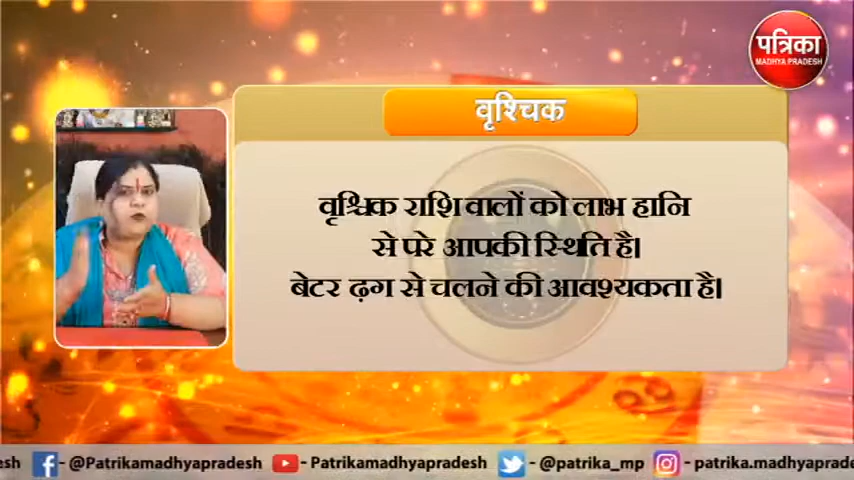 पत्रिका
MADHYA PRADESH
वृश्चिक
वृश्चिक राशि वालों को लाभ हानि
से परे आपकी स्थिति है।
बेटर ढ़ग से चलने की आवश्यकता है।
esh - @Patrikamadhyapradesh - Patrikamadhyapradesh - @patrika_mp - patrika.madhyaprade